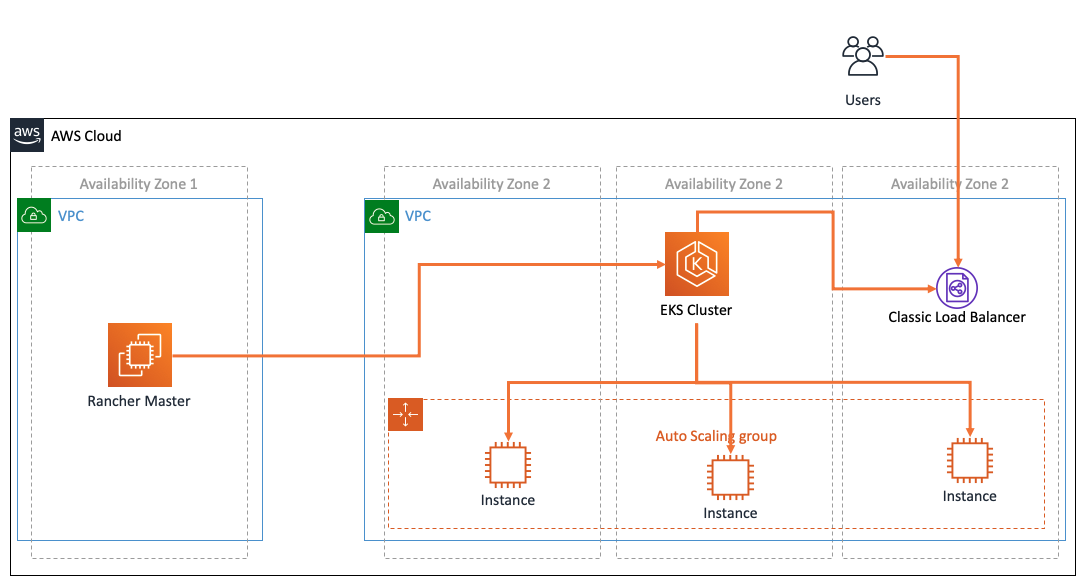 Users
aws
AWS Cloud
Availability Zone 1
Availability Zone 2
Availability Zone 2
Availability Zone 2
VPC
VPC
K
EKS Cluster
Classic Load Balancer
Rancher Master
Auto Scaling group
Instance
Instance
Instance